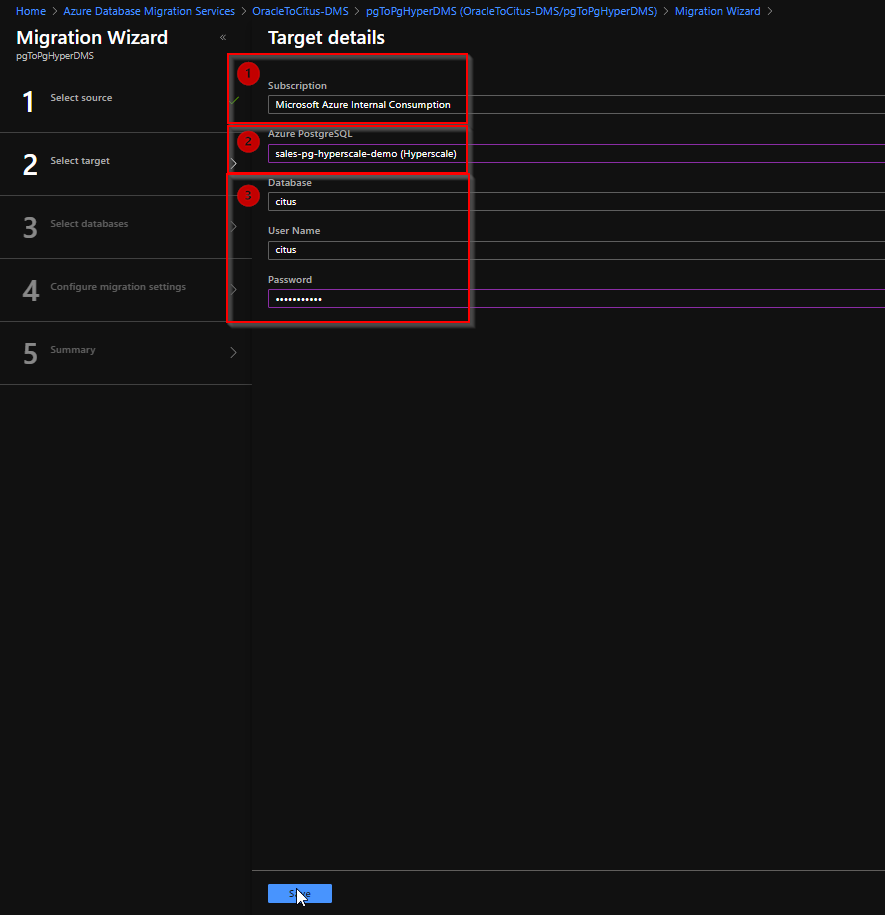 Home > Azure Database Migration Services > OracleToCitus-DMS > pgToPgHyperDMS (OracleToCitus-DMS/pgToPgHyperDMS) > Migration Wizard >
Migration Wizard «
pgToPgHyperDMS
1 Select source
2 Select target
3 Select databases
4 Configure migration settings
5 Summary
Target details
1
Subscription
Microsoft Azure Internal Consumption
2
Azure PostgreSQL
sales-pg-hyperscale-demo (Hyperscale)
3
Database
citus
User Name
citus
Password
•••••••••••